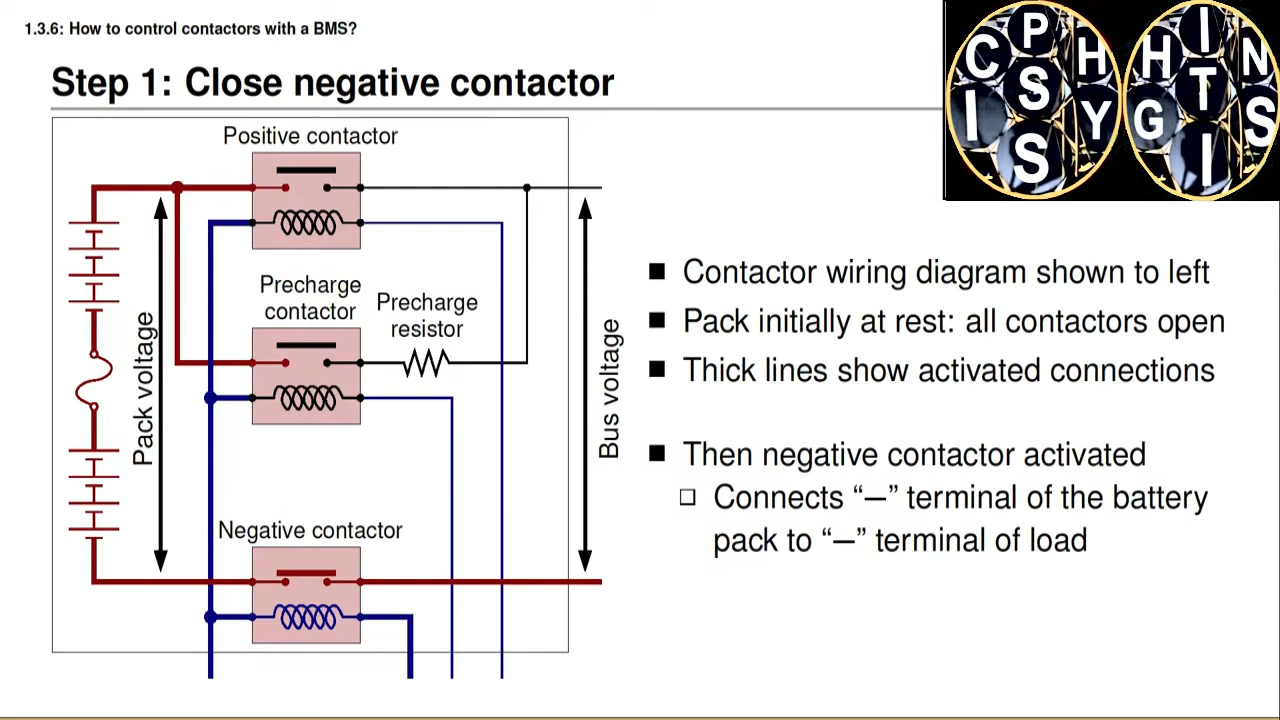 1.3.6: How to control contactors with a BMS?
Step 1: Close negative contactor
Positive contactor
Precharge
contactor
Precharge
resistor
Pack voltage
Bus voltage
Negative contactor
Contactor wiring diagram shown to left
Pack initially at rest: all contactors open
Thick lines show activated connections
Then negative contactor activated
Connects “–” terminal of the battery
pack to “–” terminal of load
C P H
S
I Y
S
H I N
T
G S
I